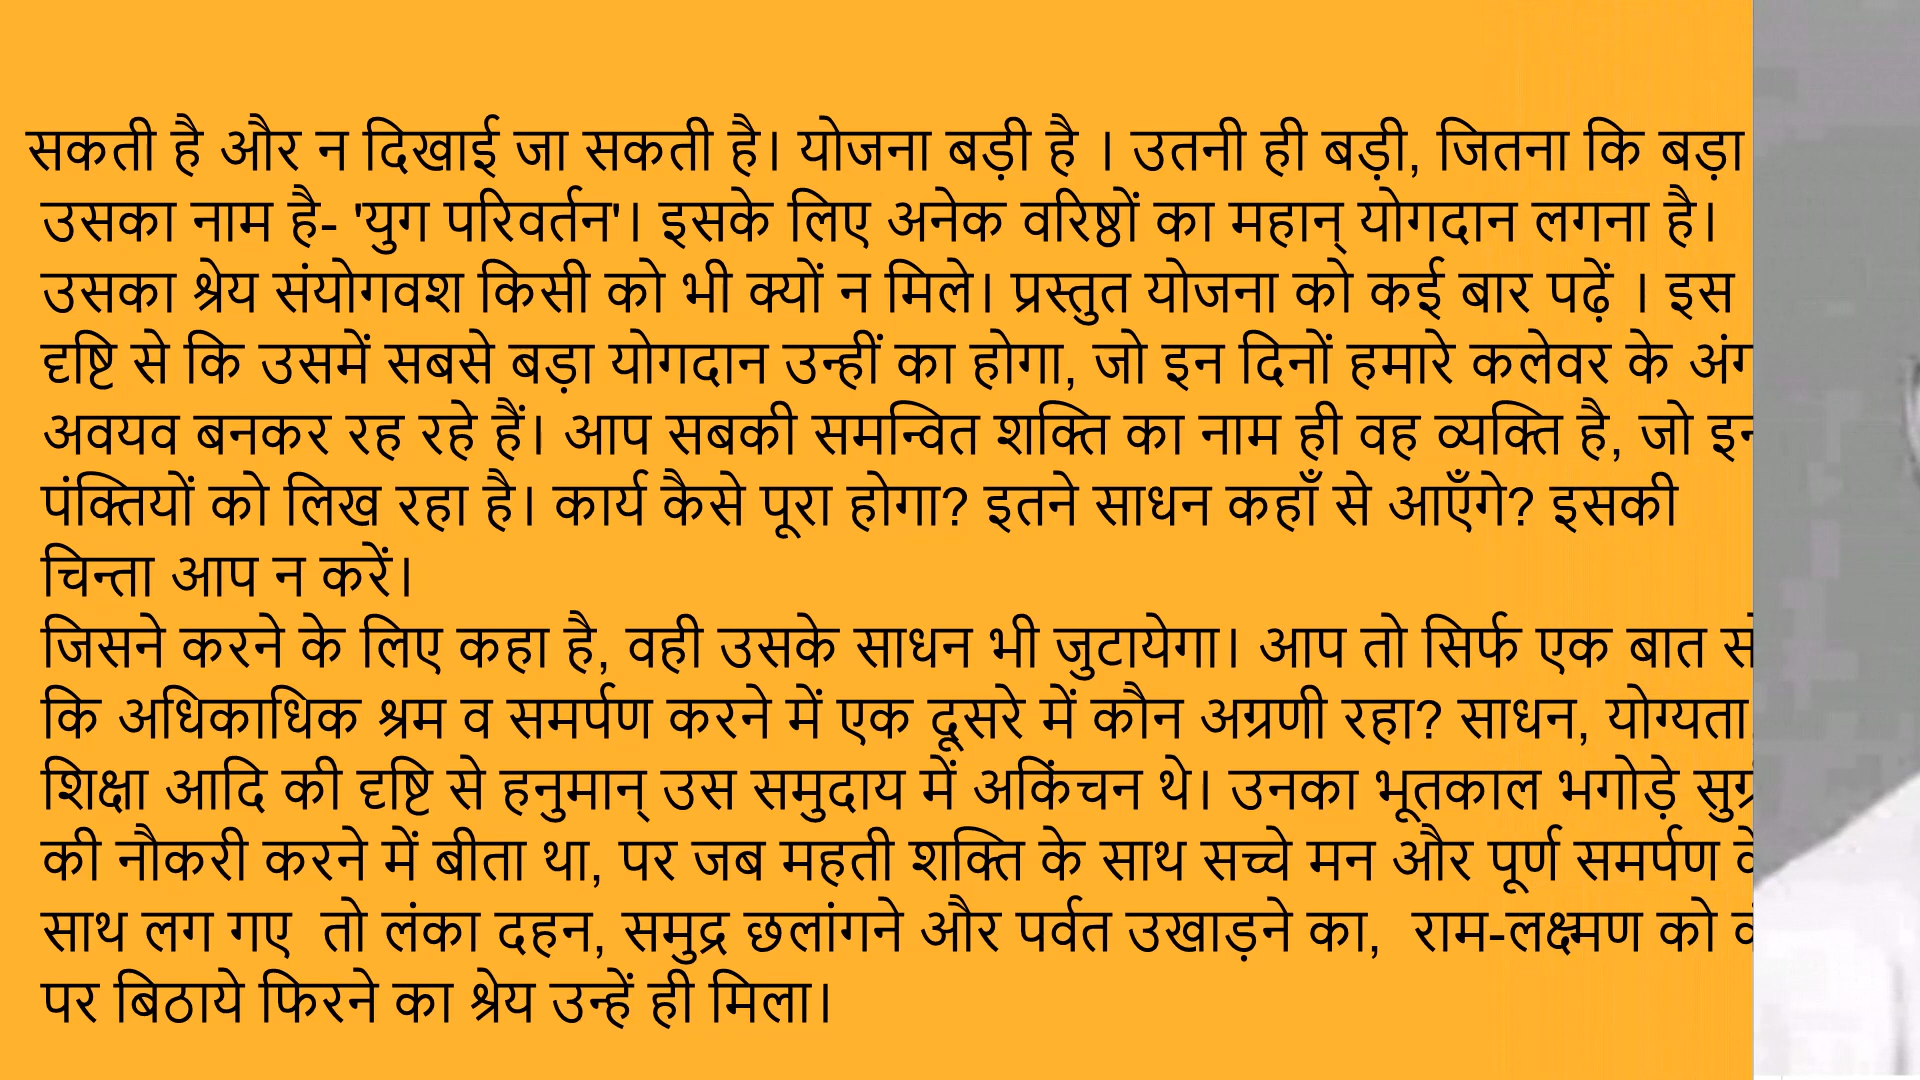 सकती है और न दिखाई जा सकती है। योजना बड़ी है । उतनी ही बड़ी, जितना कि बड़ा
उसका नाम है- 'युग परिवर्तन'। इसके लिए अनेक वरिष्ठों का महान् योगदान लगना है।
उसका श्रेय संयोगवश किसी को भी क्यों न मिले। प्रस्तुत योजना को कई बार पढ़ें । इस
दृष्टि से कि उसमें सबसे बड़ा योगदान उन्हीं का होगा, जो इन दिनों हमारे कलेवर के अंग
अवयव बनकर रह रहे हैं। आप सबकी समन्वित शक्ति का नाम ही वह व्यक्ति है, जो इन
पंक्तियों को लिख रहा है। कार्य कैसे पूरा होगा? इतने साधन कहाँ से आएँगे? इसकी
चिन्ता आप न करें।
जिसने करने के लिए कहा है, वही उसके साधन भी जुटायेगा। आप तो सिर्फ एक बात
कि अधिकाधिक श्रम व समर्पण करने में एक दूसरे में कौन अग्रणी रहा? साधन, योग्यता,
शिक्षा आदि की दृष्टि से हनुमान् उस समुदाय में अकिंचन थे। उनका भूतकाल भगोड़े
की नौकरी करने में बीता था, पर जब महती शक्ति के साथ सच्चे मन और पूर्ण समर्पण के
साथ लग गए तो लंका दहन, समुद्र छलांगने और पर्वत उखाड़ने का, राम-लक्ष्मण को
पर बिठाये फिरने का श्रेय उन्हें ही मिला।